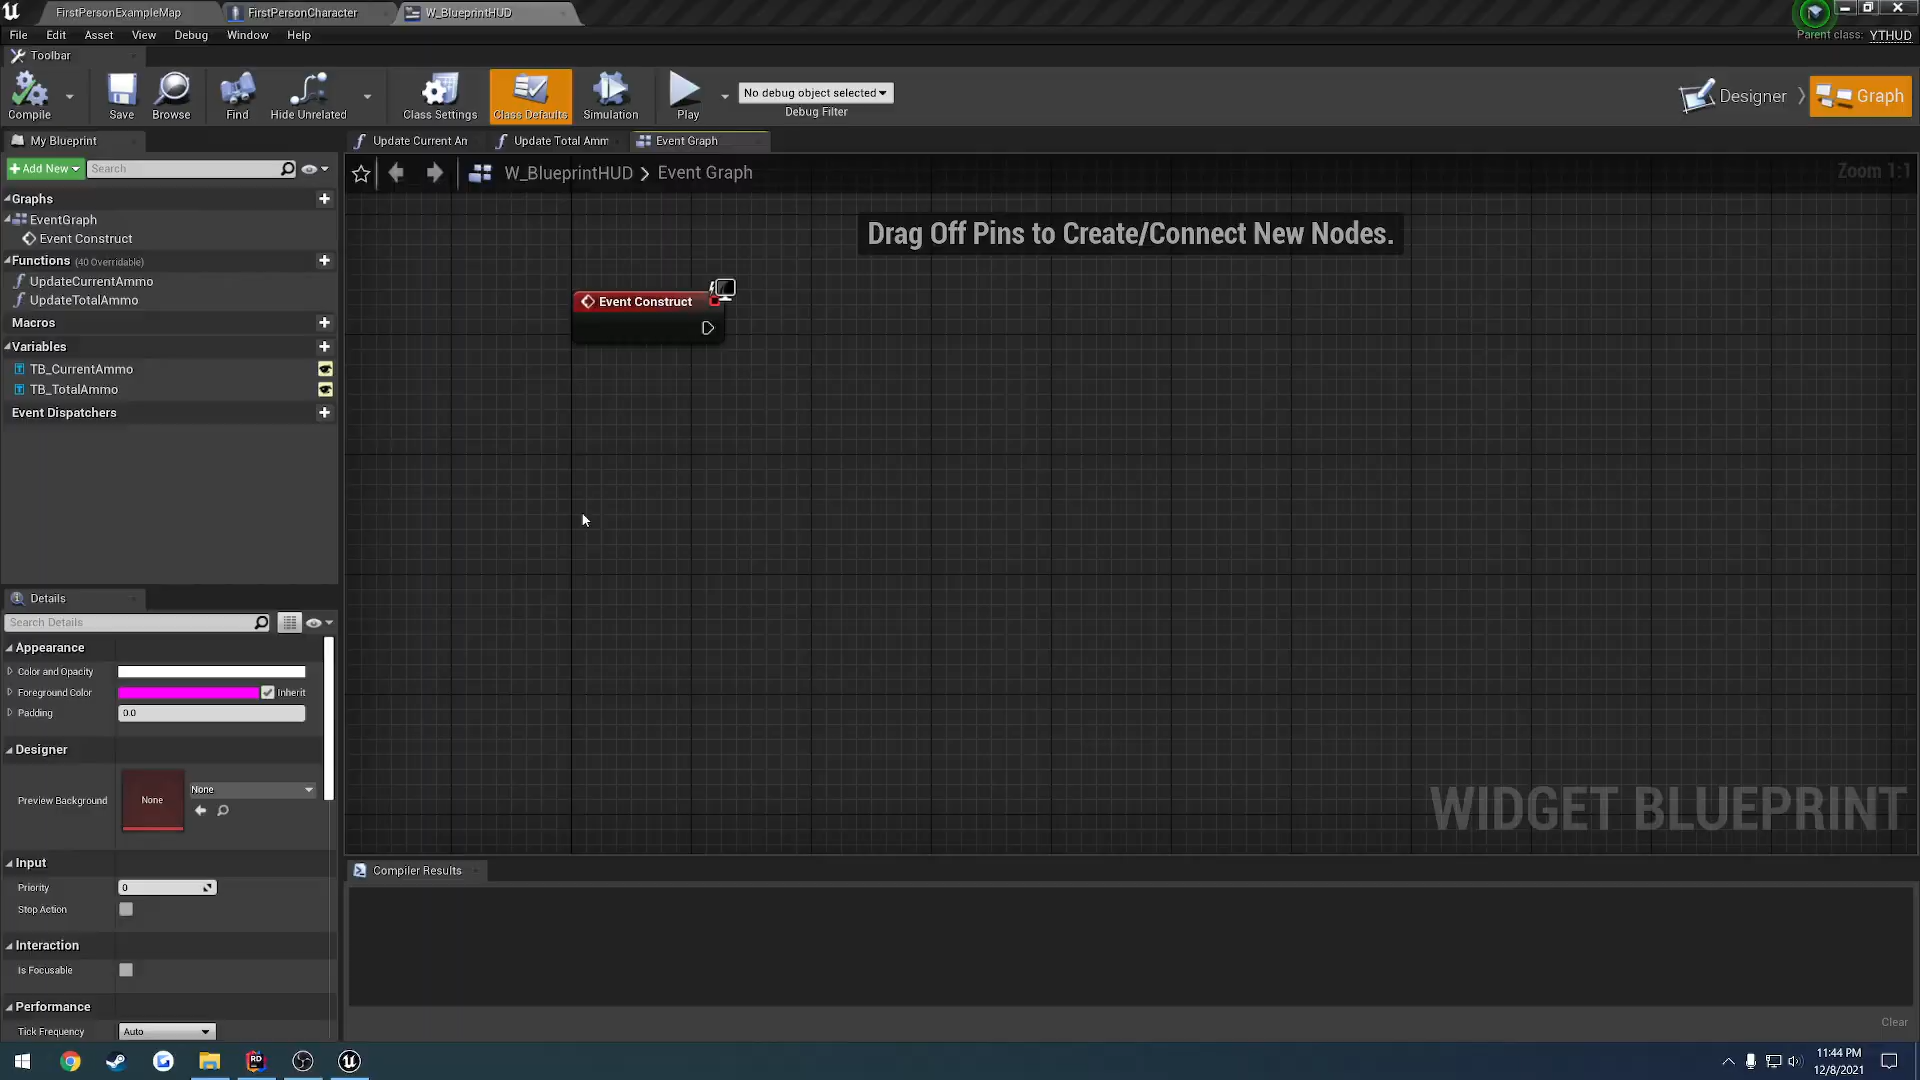 FirstPersonExampleMap
FirstPersonCharacter
W_BlueprintHUD
File Edit Asset View Debug Window Help
Parent class: YTHUD
Toolbar
Compile
Save
Browse
Find
Hide Unrelated
Class Settings
Class Defaults
Simulation
Play
No debug object selected
Debug Filter
Designer
Graph
My Blueprint
Update Current An
Update Total Amm
Event Graph
Add New
Search
W_BlueprintHUD > Event Graph
Zoom 1:1
Graphs
EventGraph
Event Construct
Functions (40 Overridable)
UpdateCurrentAmmo
UpdateTotalAmmo
Macros
Variables
TB_CurrentAmmo
TB_TotalAmmo
Event Dispatchers
Drag Off Pins to Create/Connect New Nodes.
Event Construct
WIDGET BLUEPRINT
Details
Search Details
Appearance
Color and Opacity
Foreground Color
Inherit
Padding
0.0
Designer
Preview Background
None
None
Input
Priority
0
Stop Action
Interaction
Is Focusable
Performance
Tick Frequency
Auto
Compiler Results
Clear
RD
11:44 PM
12/8/2021